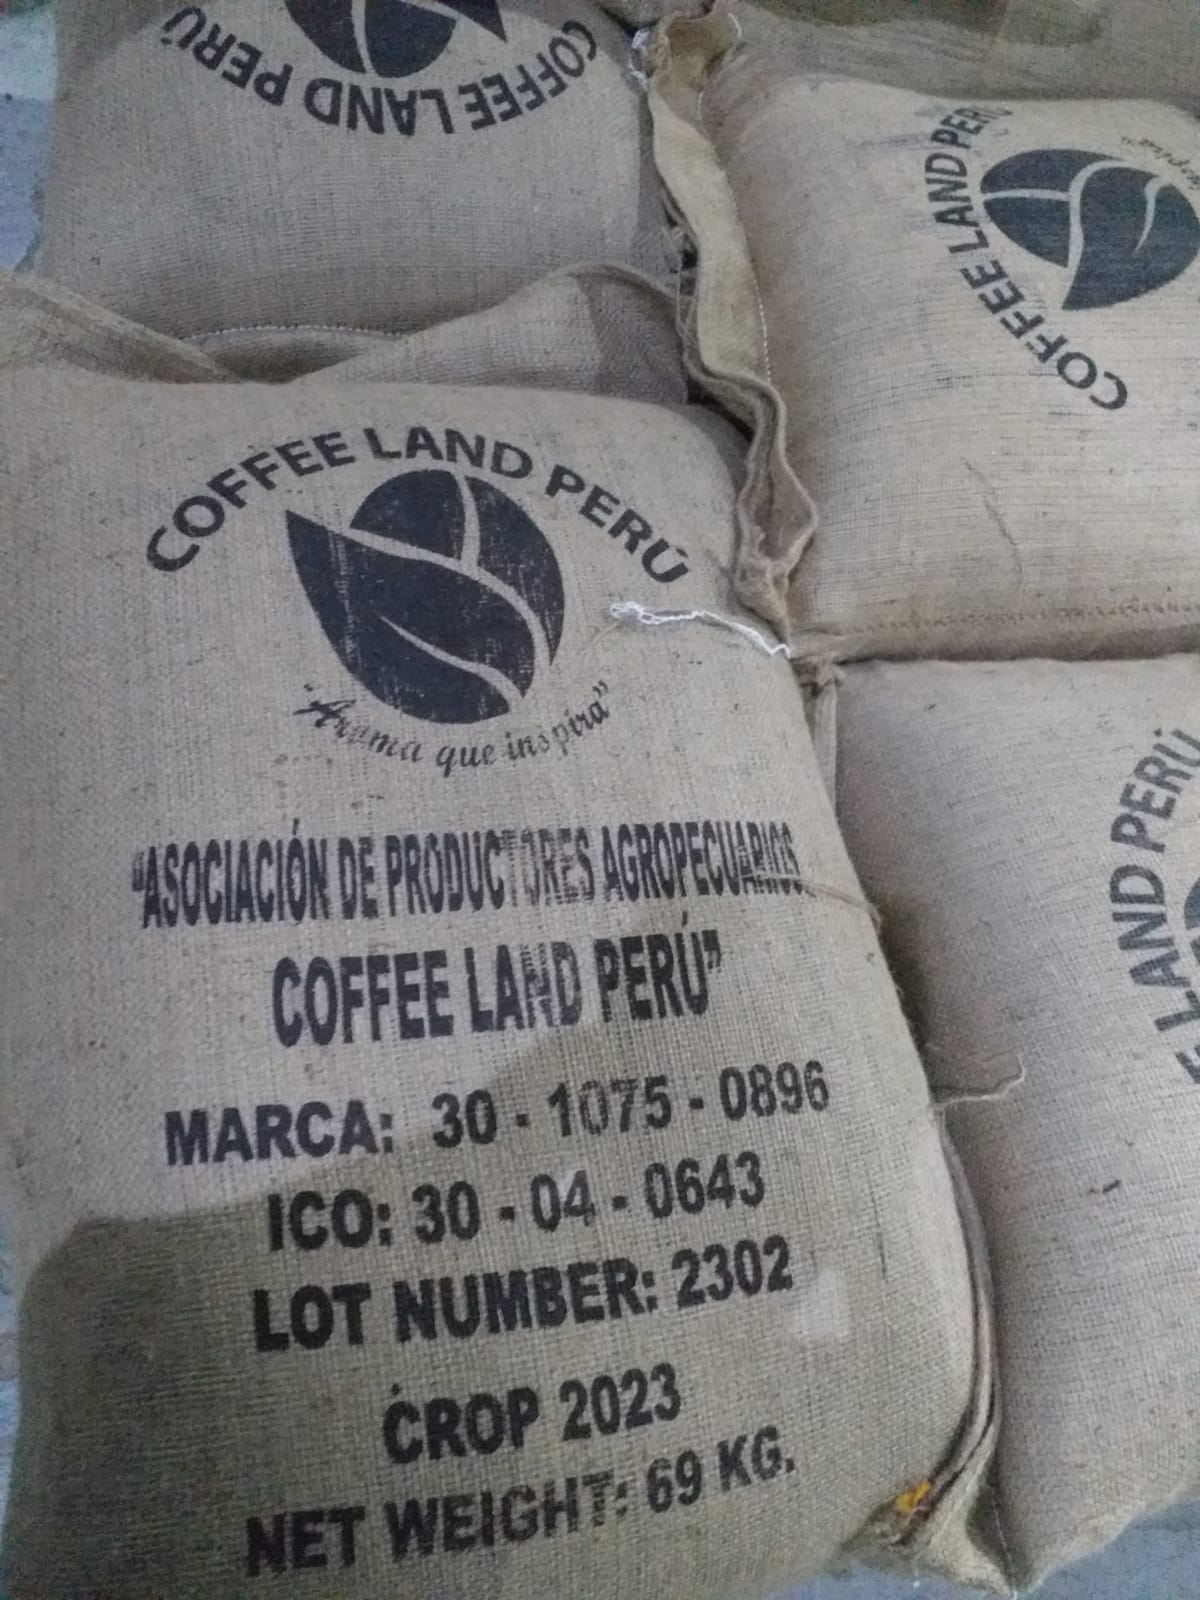 COFFEE LAND PERÚ
COFFEE LAND PERÚ
COFFEE LAND PERÚ
"Aroma que inspira"
"ASOCIACIÓN DE PRODUCTORES AGROPECUARIOS
COFFEE LAND PERÚ"
MARCA: 30 - 1075 - 0896
ICO: 30 - 04 - 0643
LOT NUMBER: 2302
CROP 2023
NET WEIGHT: 69 KG.
LAND PERÚ